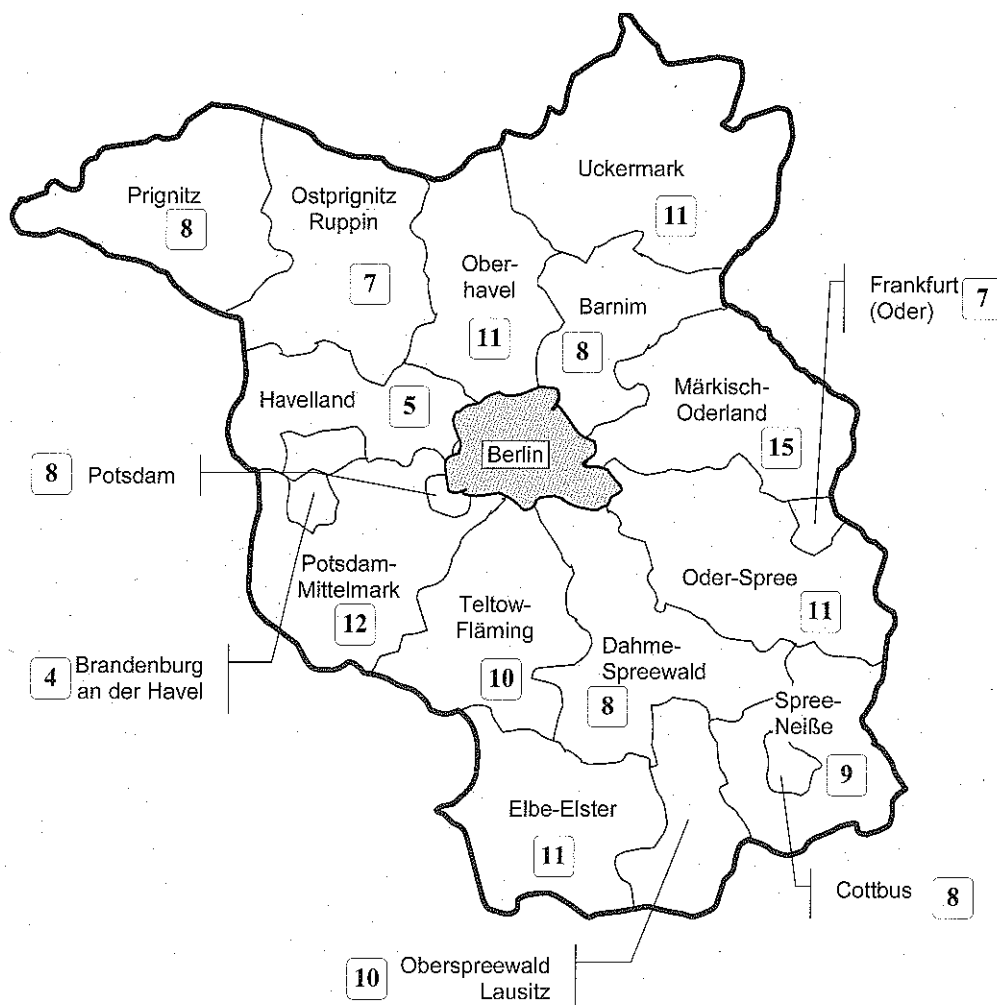 Uckermark
11
Prignitz
8
Ostprignitz
Ruppin
7
Ober-
havel
11
Barnim
8
Frankfurt
(Oder)
7
Havelland
5
Märkisch-
Oderland
15
Berlin
8
Potsdam
Potsdam-
Mittelmark
12
Oder-Spree
11
Teltow-
Fläming
10
Dahme-
Spreewald
8
4
Brandenburg
an der Havel
Spree-
Neiße
9
Elbe-Elster
11
Cottbus
8
10
Oberspreewald
Lausitz